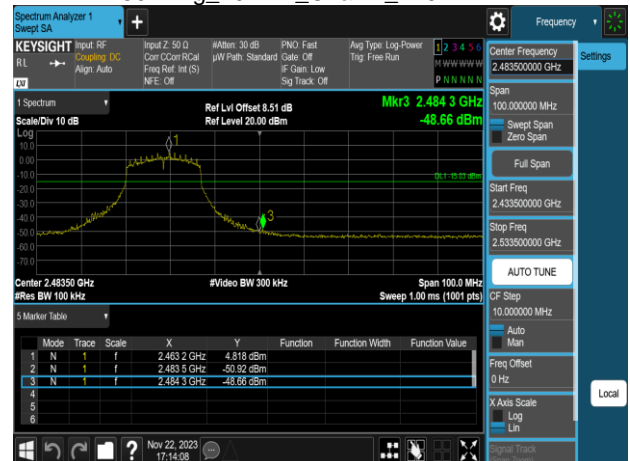 Spectrum Analyzer 1
Swept SA
Frequency
KEYSIGHT
RL
LXI
Input: RF
Coupling: DC
Align: Auto
Input Z: 50 Ω
Corr CCorr RCal
Freq Ref: Int (S)
NFE: Off
#Atten: 30 dB
µW Path: Standard
PNO: Fast
Gate: Off
IF Gain: Low
Sig Track: Off
Avg Type: Log-Power
Trig: Free Run
1 2 3 4 5 6
M W W W W W
P N N N N N
1 Spectrum
Scale/Div 10 dB
Ref Lvl Offset 8.51 dB
Ref Level 20.00 dBm
Mkr3 2.484 3 GHz
-48.66 dBm
Log
10.0
0.00
-10.0
-20.0
-30.0
-40.0
-50.0
-60.0
-70.0
1
3
DL1 -15.03 dBm
Center 2.48350 GHz
#Res BW 100 kHz
#Video BW 300 kHz
Span 100.0 MHz
Sweep 1.00 ms (1001 pts)
5 Marker Table
Mode Trace Scale X Y Function Function Width Function Value
1 N 1 f 2.463 2 GHz 4.818 dBm
2 N 1 f 2.483 5 GHz -50.92 dBm
3 N 1 f 2.484 3 GHz -48.66 dBm
4
5
6
Nov 22, 2023
17:14:08
Center Frequency
2.483500000 GHz
Settings
Span
100.000000 MHz
Swept Span
Zero Span
Full Span
Start Freq
2.433500000 GHz
Stop Freq
2.533500000 GHz
AUTO TUNE
CF Step
10.000000 MHz
Auto
Man
Freq Offset
0 Hz
X Axis Scale
Log
Lin
Local
Signal Track